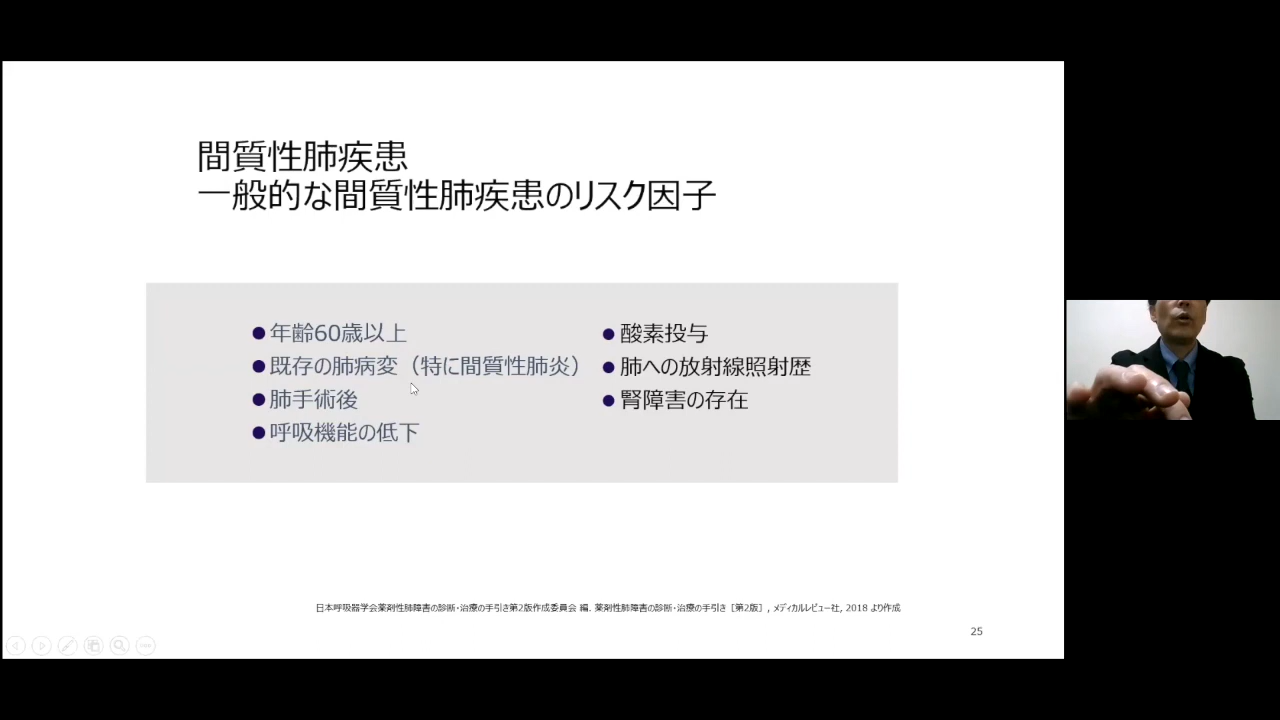 間質性肺疾患
一般的な間質性肺疾患のリスク因子
●年齢60歳以上
●既存の肺病変（特に間質性肺炎）
●肺手術後
●呼吸機能の低下
●酸素投与
●肺への放射線照射歴
●腎障害の存在
日本呼吸器学会薬剤性肺障害の診断・治療の手引き第2版作成委員会 編. 薬剤性肺障害の診断・治療の手引き［第2版］, メディカルレビュー社, 2018 より作成
25